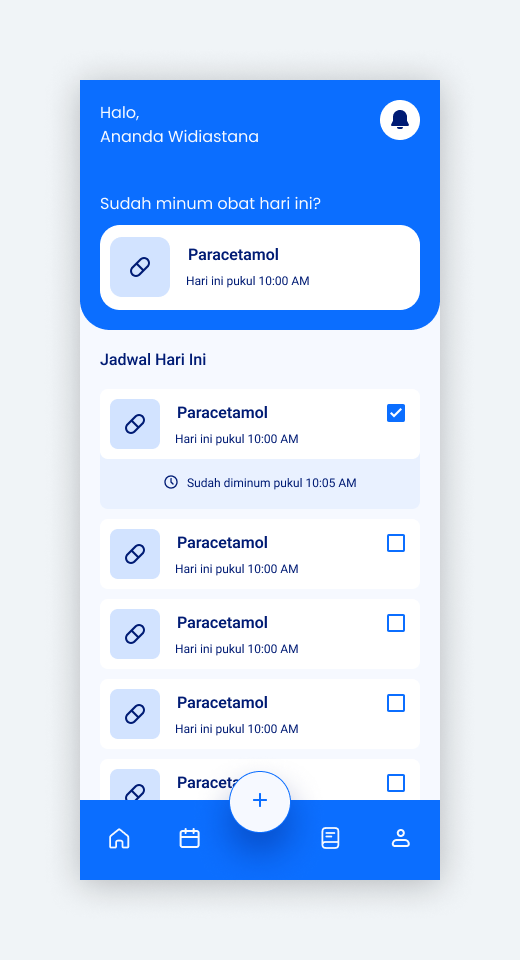 Halo,
Ananda Widiastana
Sudah minum obat hari ini?
Paracetamol
Hari ini pukul 10:00 AM
Jadwal Hari Ini
Paracetamol
Hari ini pukul 10:00 AM
Sudah diminum pukul 10:05 AM
Paracetamol
Hari ini pukul 10:00 AM
Paracetamol
Hari ini pukul 10:00 AM
Paracetamol
Hari ini pukul 10:00 AM
Paraceta